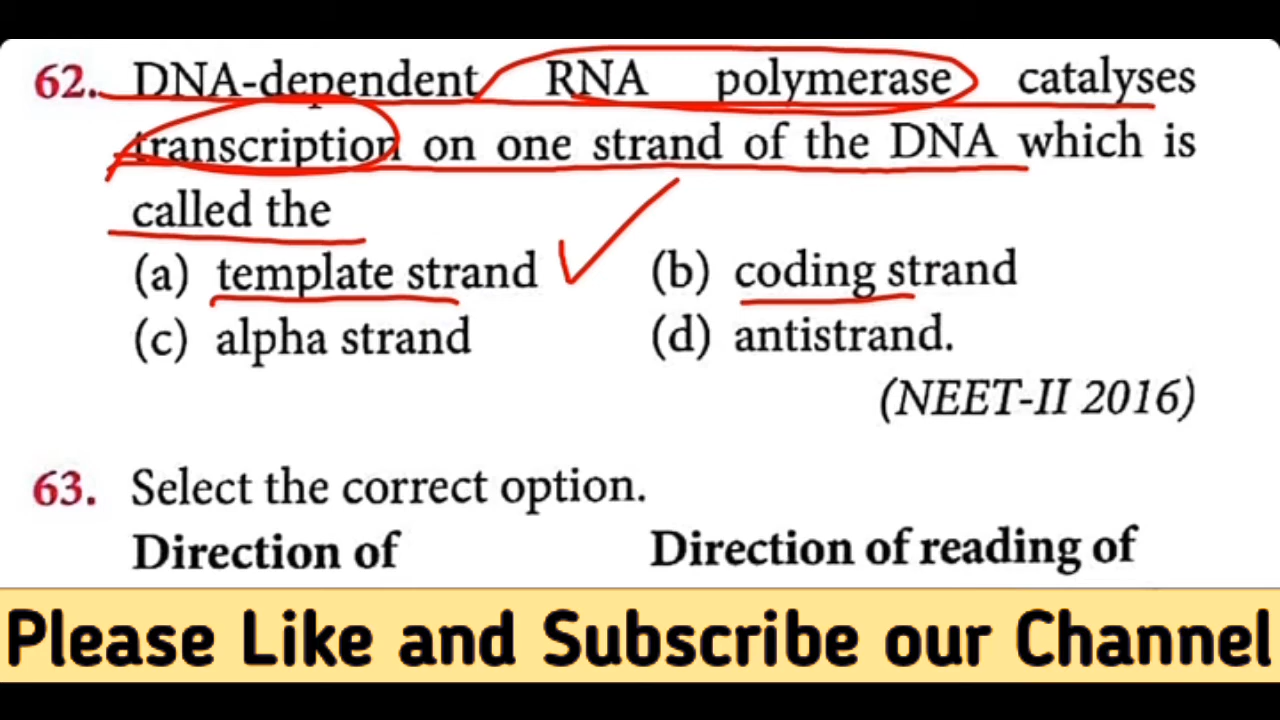 62. DNA-dependent RNA polymerase catalyses
transcription on one strand of the DNA which is
called the
(a) template strand (b) coding strand
(c) alpha strand (d) antistrand.
(NEET-II 2016)
63. Select the correct option.
Direction of Direction of reading of
Please Like and Subscribe our Channel